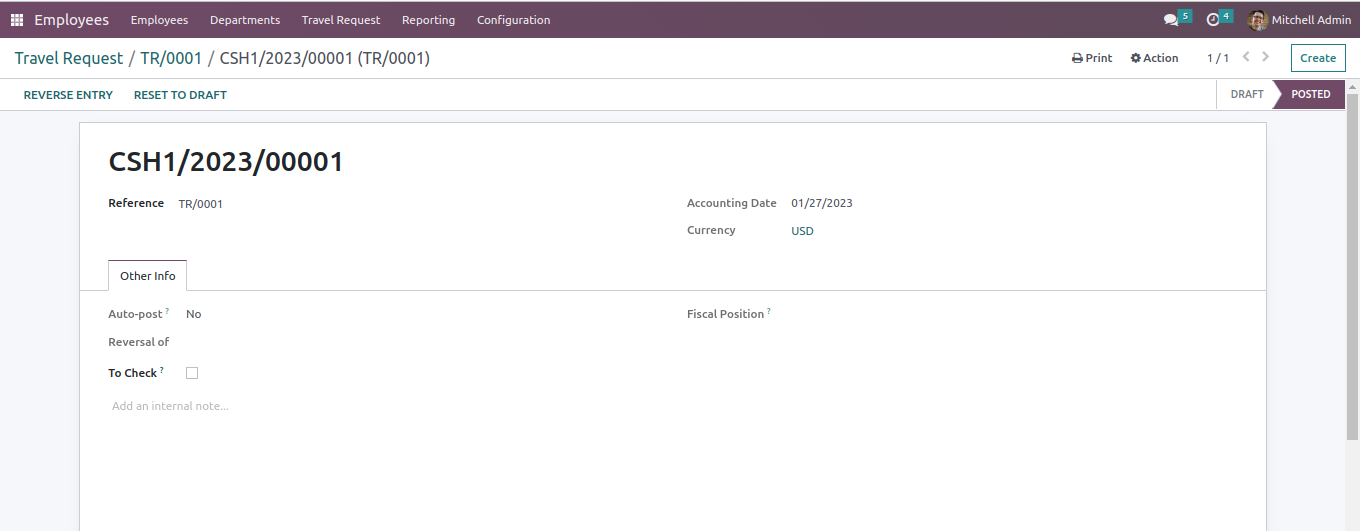 Employees Employees Departments Travel Request Reporting Configuration 5 4 Mitchell Admin
Travel Request / TR/0001 / CSH1/2023/00001 (TR/0001) Print Action 1 / 1 Create
REVERSE ENTRY RESET TO DRAFT DRAFT POSTED
CSH1/2023/00001
Reference TR/0001 Accounting Date 01/27/2023
Currency USD
Other Info
Auto-post ? No Fiscal Position ?
Reversal of
To Check ?
Add an internal note...